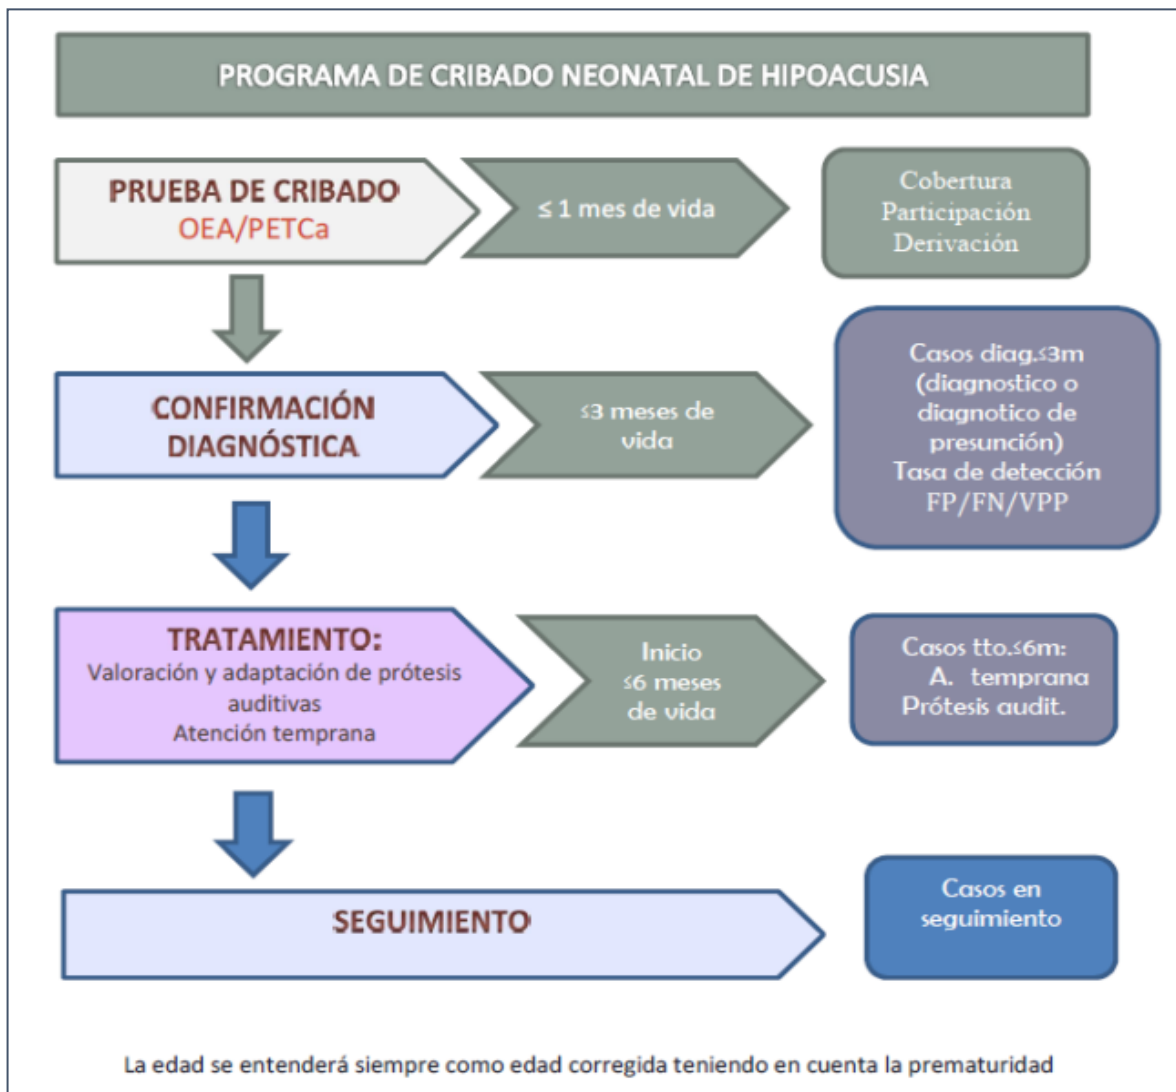 PROGRAMA DE CRIBADO NEONATAL DE HIPOACUSIA
PRUEBA DE CRIBADO
OEA/PETCa
≤ 1 mes de vida
Cobertura
Participación
Derivación
CONFIRMACIÓN
DIAGNÓSTICA
≤3 meses de
vida
Casos diag.≤3m
(diagnostico o
diagnotico de
presunción)
Tasa de detección
FP/FN/VPP
TRATAMIENTO:
Valoración y adaptación de prótesis
auditivas
Atención temprana
Inicio
≤6 meses
de vida
Casos tto.≤6m:
A. temprana
Prótesis audit.
SEGUIMIENTO
Casos en
seguimiento
La edad se entenderá siempre como edad corregida teniendo en cuenta la prematuridad